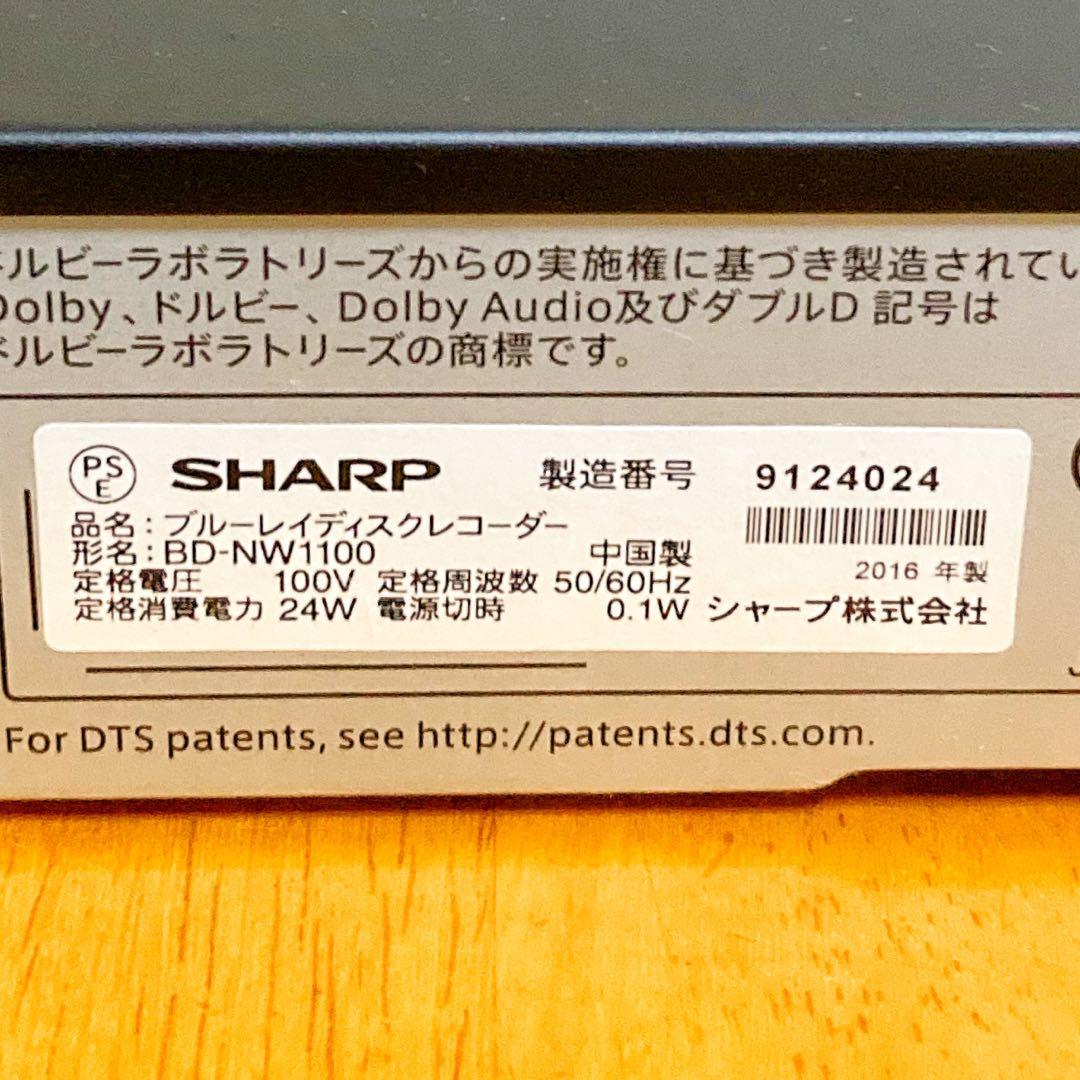 ドルビーラボラトリーズからの実施権に基づき製造されてい
Dolby、ドルビー、Dolby Audio及びダブルD 記号は
ドルビーラボラトリーズの商標です。
PS
E
SHARP 製造番号 9124024
品名：ブルーレイディスクレコーダー
形名：BD-NW1100 中国製
2016 年製
定格電圧 100V 定格周波数 50/60Hz
定格消費電力 24W 電源切時 0.1W シャープ株式会社
For DTS patents, see http://patents.dts.com.